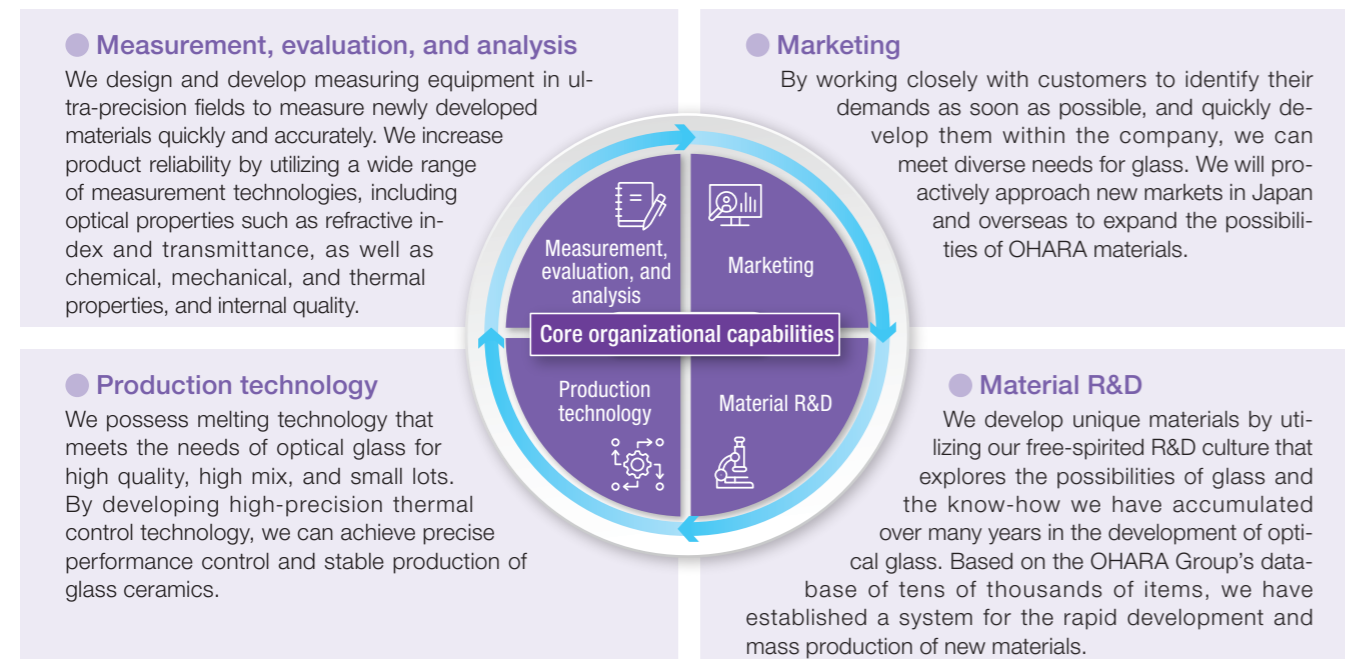 Measurement, evaluation, and analysis
We design and develop measuring equipment in ul-
tra-precision fields to measure newly developed
materials quickly and accurately. We increase
product reliability by utilizing a wide range
of measurement technologies, including
optical properties such as refractive in-
dex and transmittance, as well as
chemical, mechanical, and thermal
properties, and internal quality.
Marketing
By working closely with customers to identify their
demands as soon as possible, and quickly de-
velop them within the company, we can
meet diverse needs for glass. We will pro-
actively approach new markets in Japan
and overseas to expand the possibili-
ties of OHARA materials.
Measurement,
evaluation, and
analysis
Marketing
Core organizational capabilities
Production
technology
Material R&D
Production technology
We possess melting technology that
meets the needs of optical glass for
high quality, high mix, and small lots.
By developing high-precision thermal
control technology, we can achieve precise
performance control and stable production of
glass ceramics.
Material R&D
We develop unique materials by uti-
lizing our free-spirited R&D culture that
explores the possibilities of glass and
the know-how we have accumulated
over many years in the development of opti-
cal glass. Based on the OHARA Group's data-
base of tens of thousands of items, we have
established a system for the rapid development and
mass production of new materials.